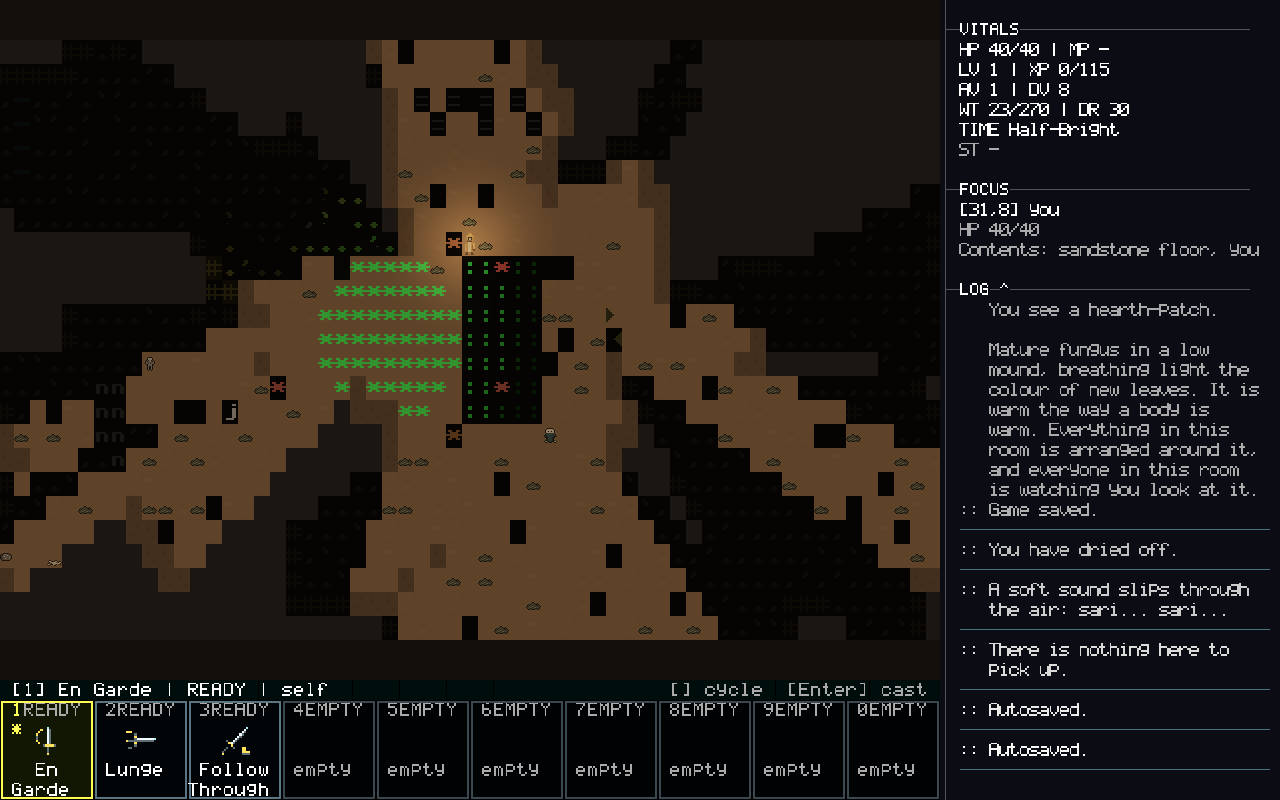 VITALS
HP 40/40 | MP -
LV 1 | XP 0/115
AV 1 | DV 8
WT 23/270 | DR 30
TIME Half-Bright
ST -
FOCUS
[31,8] You
HP 40/40
Contents: sandstone floor, You
LOG ^
You see a hearth-patch.
Mature fungus in a low
mound, breathing light the
colour of new leaves. It is
warm the way a body is
warm. Everything in this
room is arranged around it,
and everyone in this room
is watching you look at it.
:: Game saved.
:: You have dried off.
:: A soft sound slips through
the air: sari... sari...
:: There is nothing here to
pick up.
:: Autosaved.
:: Autosaved.
j
nn
nn
nn
n
[1] En Garde | READY | self
[] cycle [Enter] cast
1READY 2READY 3READY 4EMPTY 5EMPTY 6EMPTY 7EMPTY 8EMPTY 9EMPTY 0EMPTY
*
En Lunge Follow empty empty empty empty empty empty empty
Garde Through